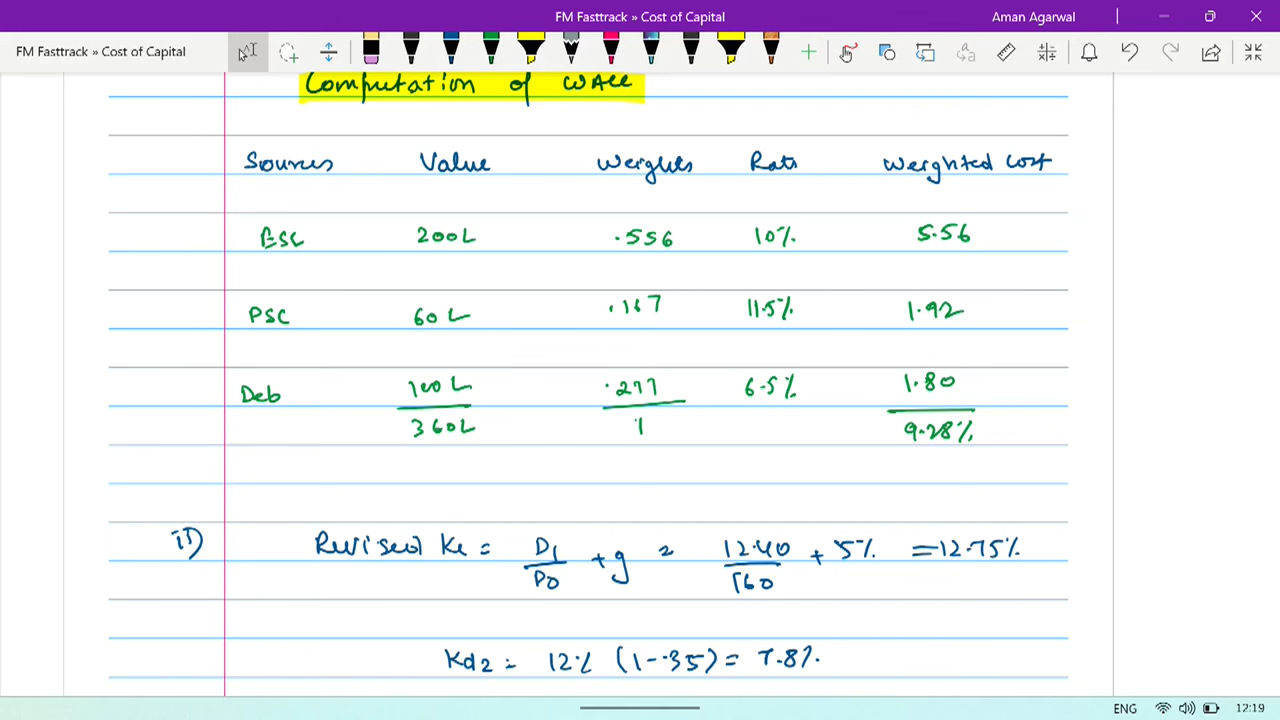 FM Fasttrack » Cost of Capital
Aman Agarwal
FM Fasttrack » Cost of Capital
Computation of WACC
Sources Value Weights Rate Weighted cost
ESC 200L .556 10% 5.56
PSC 60L .167 11.5% 1.92
Deb 100L .277 6.5% 1.80
360L 1 9.28%
ii) Revised Ke = D1/P0 + g = 12.40/160 + 5% = 12.75%
Kd2 = 12% (1-.35) = 7.8%
ENG 12:19